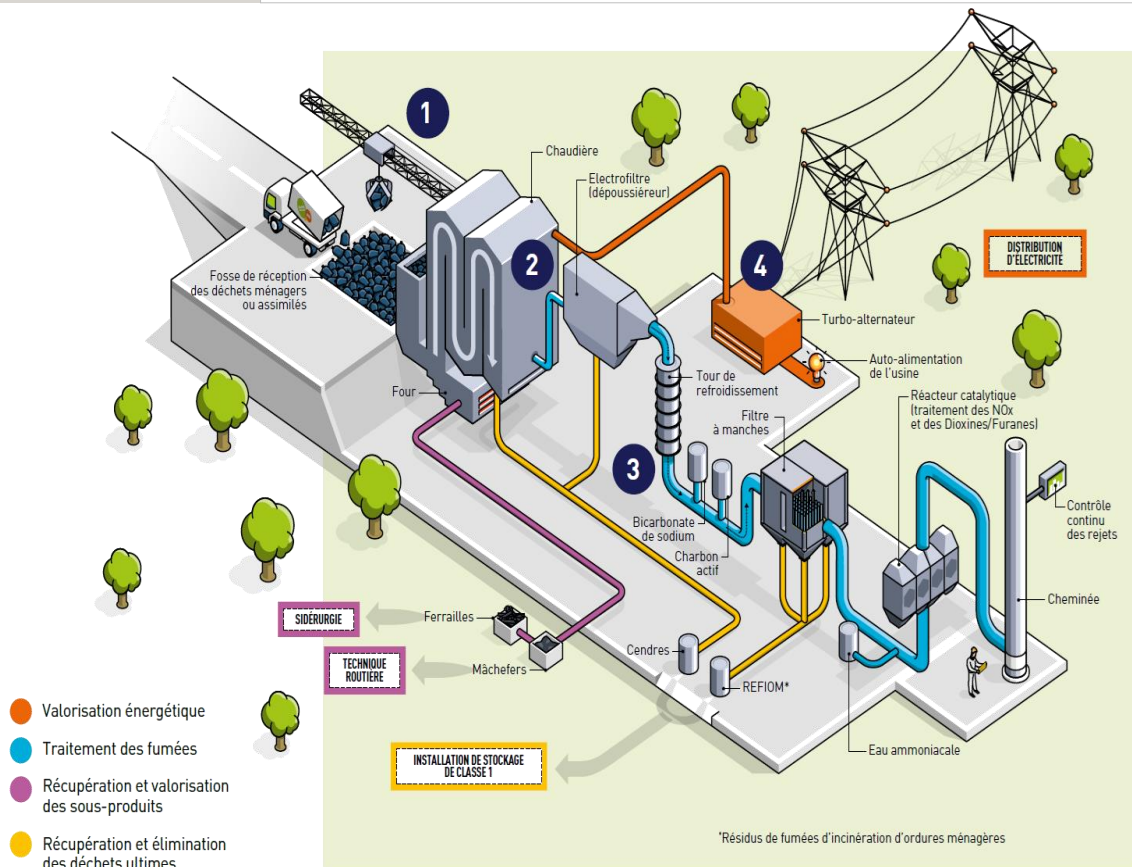 1
Chaudière
Electrofiltre
(dépoussiéreur)
2
4
DISTRIBUTION
D'ÉLECTRICITÉ
Fosse de réception
des déchets ménagers
ou assimilés
Turbo-alternateur
Auto-alimentation
de l'usine
Four
Tour de
refroidissement
Réacteur catalytique
(traitement des NOx
et des Dioxines/Furanes)
Filtre
à manches
3
Bicarbonate
de sodium
Charbon
actif
Contrôle
continu
des rejets
Cheminée
SIDÉRURGIE
Ferrailles
TECHNIQUE
ROUTIÈRE
Mâchefers
Cendres
REFIOM*
Eau ammoniacale
INSTALLATION DE STOCKAGE
DE CLASSE 1
Valorisation énergétique
Traitement des fumées
Récupération et valorisation
des sous-produits
Récupération et élimination
des déchets ultimes
*Résidus de fumées d'incinération d'ordures ménagères